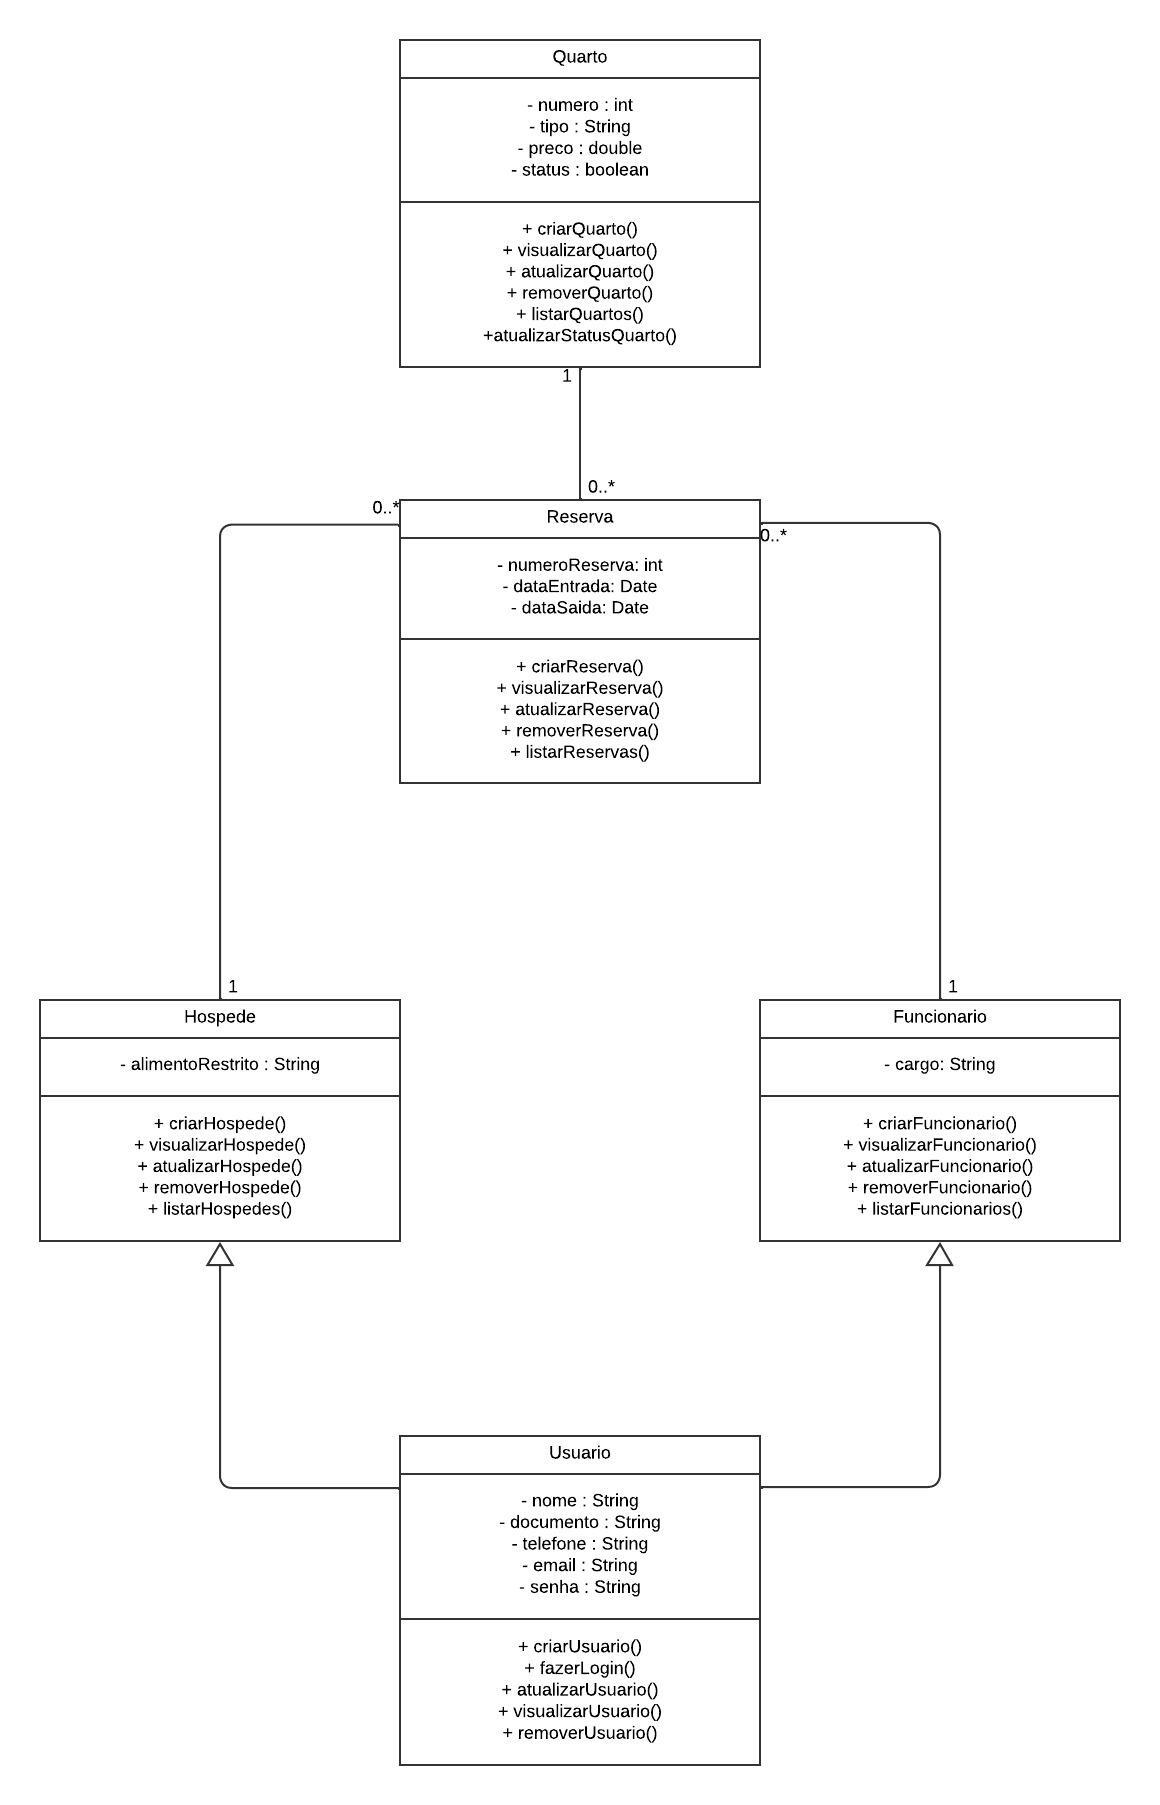 Quarto
- numero : int
- tipo : String
- preco : double
- status : boolean
+ criarQuarto()
+ visualizarQuarto()
+ atualizarQuarto()
+ removerQuarto()
+ listarQuartos()
+atualizarStatusQuarto()
1
0..*
0..*
Reserva
0..*
- numeroReserva: int
- dataEntrada: Date
- dataSaida: Date
+ criarReserva()
+ visualizarReserva()
+ atualizarReserva()
+ removerReserva()
+ listarReservas()
1
Hospede
- alimentoRestrito : String
+ criarHospede()
+ visualizarHospede()
+ atualizarHospede()
+ removerHospede()
+ listarHospedes()
1
Funcionario
- cargo: String
+ criarFuncionario()
+ visualizarFuncionario()
+ atualizarFuncionario()
+ removerFuncionario()
+ listarFuncionarios()
Usuario
- nome : String
- documento : String
- telefone : String
- email : String
- senha : String
+ criarUsuario()
+ fazerLogin()
+ atualizarUsuario()
+ visualizarUsuario()
+ removerUsuario()